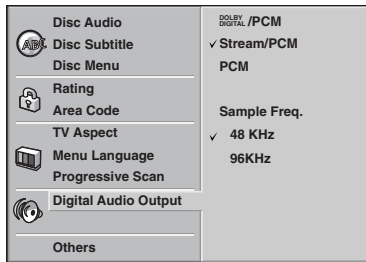 Disc Audio
Disc Subtitle
Disc Menu
Rating
Area Code
TV Aspect
Menu Language
Progressive Scan
Digital Audio Output
Others
DOLBY DIGITAL /PCM
Stream/PCM
PCM
Sample Freq.
48 KHz
96KHz
ABC